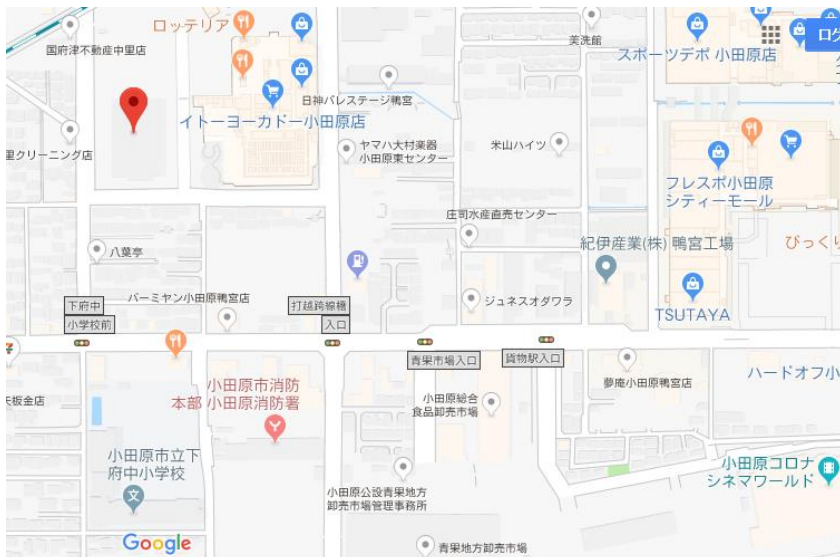 ロッテリア
国府津不動産中里店
美洗館
スポーツデポ 小田原店
ログ
日神パレステージ鴨宮
イトーヨーカドー小田原店
里クリーニング店
ヤマハ大村楽器
小田原東センター
米山ハイツ
フレスポ小田原
シティーモール
庄司水産直売センター
八葉亭
紀伊産業(株) 鴨宮工場
びっくり
下府中
小学校前
バーミヤン小田原鴨宮店
打越跨線橋
入口
ジュネスオダワラ
TSUTAYA
青果市場入口
貨物駅入口
矢板金店
小田原市消防
本部 小田原消防署
小田原総合
食品卸売市場
夢庵小田原鴨宮店
ハードオフ小
小田原市立下
府中小学校
文
小田原公設青果地方
卸売市場管理事務所
小田原コロナ
シネマワールド
Google
青果地方卸売市場